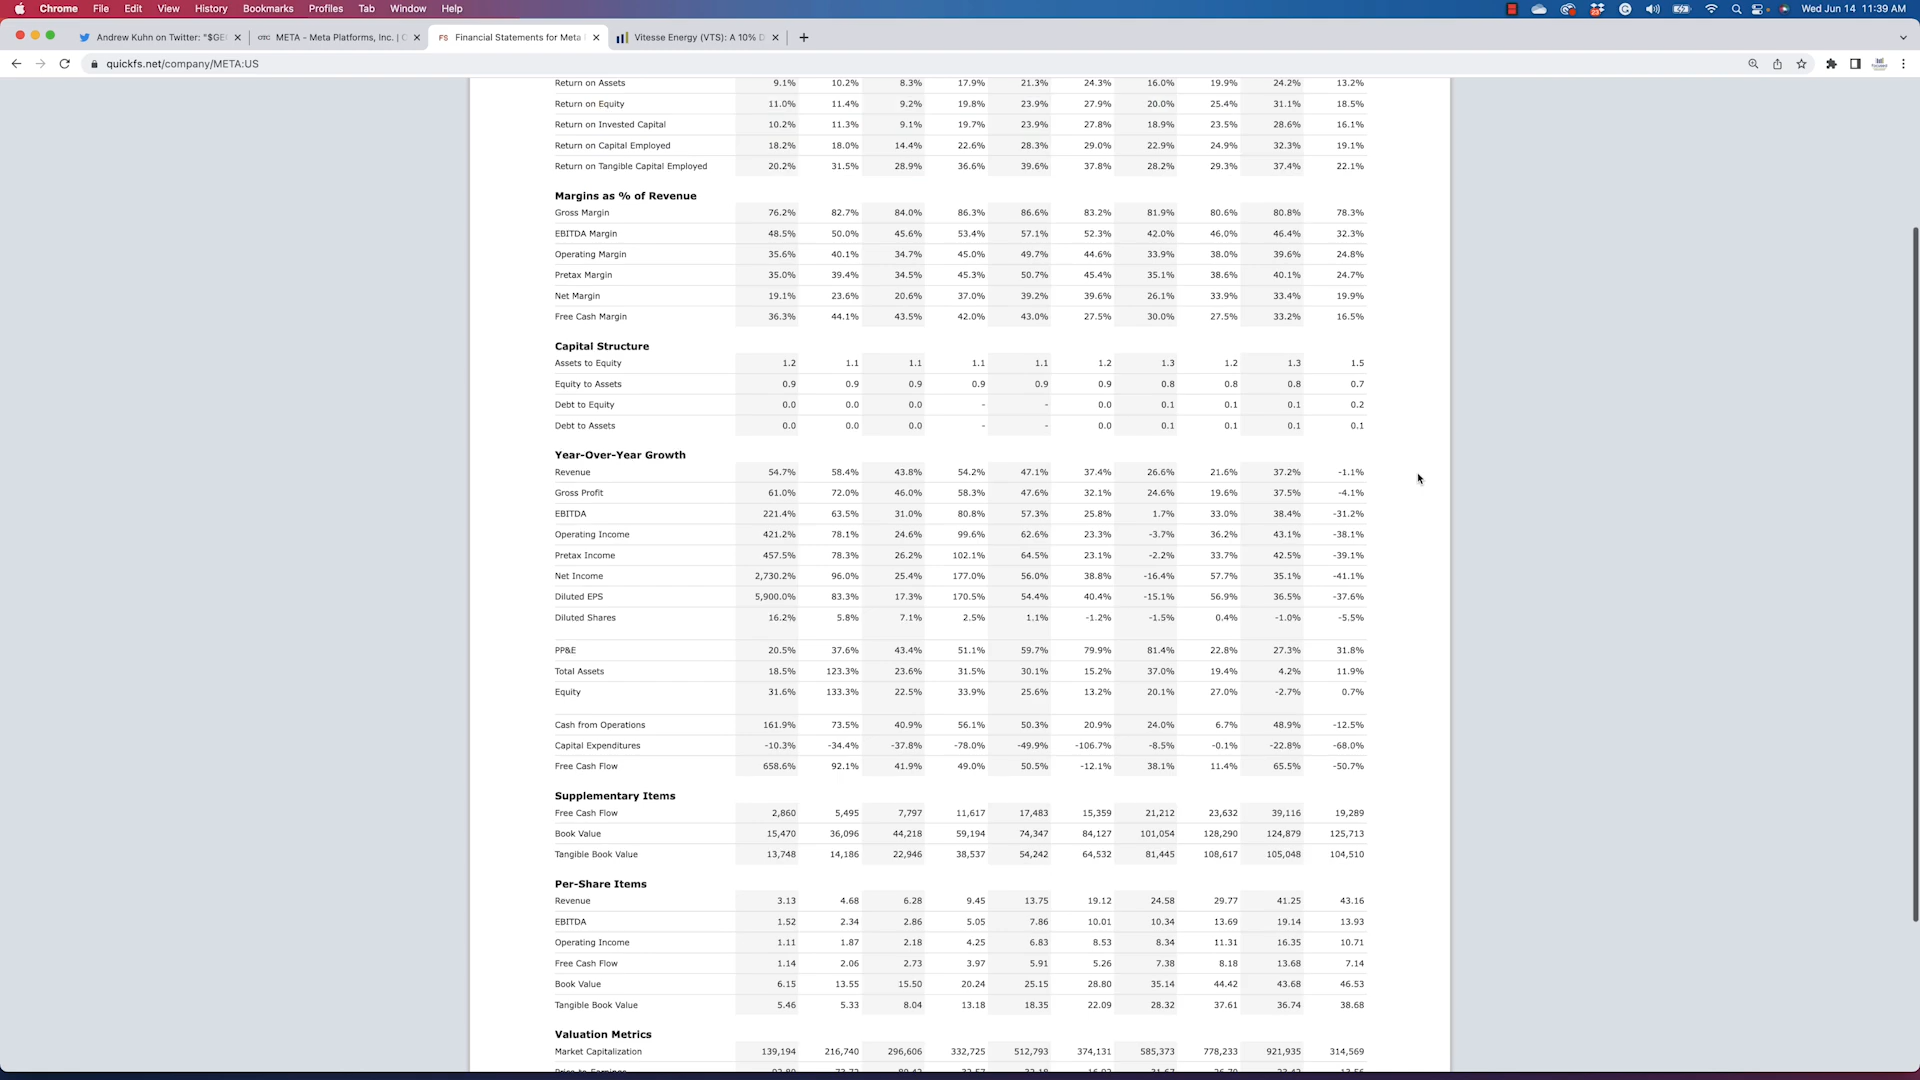 Chrome File Edit View History Bookmarks Profiles Tab Window Help Wed Jun 14 11:39 AM
Andrew Kuhn on Twitter: "$GE META - Meta Platforms, Inc. | Financial Statements for Meta Vitesse Energy (VTS): A 10% D
quickfs.net/company/META:US
Return on Assets 9.1% 10.2% 8.3% 17.9% 21.3% 24.3% 16.0% 19.9% 24.2% 13.2%
Return on Equity 11.0% 11.4% 9.2% 19.8% 23.9% 27.9% 20.0% 25.4% 31.1% 18.5%
Return on Invested Capital 10.2% 11.3% 9.1% 19.7% 23.9% 27.8% 18.9% 23.5% 28.6% 16.1%
Return on Capital Employed 18.2% 18.0% 14.4% 22.6% 28.3% 29.0% 22.9% 24.9% 32.3% 19.1%
Return on Tangible Capital Employed 20.2% 31.5% 28.9% 36.6% 39.6% 37.8% 28.2% 29.3% 37.4% 22.1%
Margins as % of Revenue
Gross Margin 76.2% 82.7% 84.0% 86.3% 86.6% 83.2% 81.9% 80.6% 80.8% 78.3%
EBITDA Margin 48.5% 50.0% 45.6% 53.4% 57.1% 52.3% 42.0% 46.0% 46.4% 32.3%
Operating Margin 35.6% 40.1% 34.7% 45.0% 49.7% 44.6% 33.9% 38.0% 39.6% 24.8%
Pretax Margin 35.0% 39.4% 34.5% 45.3% 50.7% 45.4% 35.1% 38.6% 40.1% 24.7%
Net Margin 19.1% 23.6% 20.6% 37.0% 39.2% 39.6% 26.1% 33.9% 33.4% 19.9%
Free Cash Margin 36.3% 44.1% 43.5% 42.0% 43.0% 27.5% 30.0% 27.5% 33.2% 16.5%
Capital Structure
Assets to Equity 1.2 1.1 1.1 1.1 1.1 1.2 1.3 1.2 1.3 1.5
Equity to Assets 0.9 0.9 0.9 0.9 0.9 0.9 0.8 0.8 0.8 0.7
Debt to Equity 0.0 0.0 0.0 - - 0.0 0.1 0.1 0.1 0.2
Debt to Assets 0.0 0.0 0.0 - - 0.0 0.1 0.1 0.1 0.1
Year-Over-Year Growth
Revenue 54.7% 58.4% 43.8% 54.2% 47.1% 37.4% 26.6% 21.6% 37.2% -1.1%
Gross Profit 61.0% 72.0% 46.0% 58.3% 47.6% 32.1% 24.6% 19.6% 37.5% -4.1%
EBITDA 221.4% 63.5% 31.0% 80.8% 57.3% 25.8% 1.7% 33.0% 38.4% -31.2%
Operating Income 421.2% 78.1% 24.6% 99.6% 62.6% 23.3% -3.7% 36.2% 43.1% -38.1%
Pretax Income 457.5% 78.3% 26.2% 102.1% 64.5% 23.1% -2.2% 33.7% 42.5% -39.1%
Net Income 2,730.2% 96.0% 25.4% 177.0% 56.0% 38.8% -16.4% 57.7% 35.1% -41.1%
Diluted EPS 5,900.0% 83.3% 17.3% 170.5% 54.4% 40.4% -15.1% 56.9% 36.5% -37.6%
Diluted Shares 16.2% 5.8% 7.1% 2.5% 1.1% -1.2% -1.5% 0.4% -1.0% -5.5%
PP&E 20.5% 37.6% 43.4% 51.1% 59.7% 79.9% 81.4% 22.8% 27.3% 31.8%
Total Assets 18.5% 123.3% 23.6% 31.5% 30.1% 15.2% 37.0% 19.4% 4.2% 11.9%
Equity 31.6% 133.3% 22.5% 33.9% 25.6% 13.2% 20.1% 27.0% -2.7% 0.7%
Cash from Operations 161.9% 73.5% 40.9% 56.1% 50.3% 20.9% 24.0% 6.7% 48.9% -12.5%
Capital Expenditures -10.3% -34.4% -37.8% -78.0% -49.9% -106.7% -8.5% -0.1% -22.8% -68.0%
Free Cash Flow 658.6% 92.1% 41.9% 49.0% 50.5% -12.1% 38.1% 11.4% 65.5% -50.7%
Supplementary Items
Free Cash Flow 2,860 5,495 7,797 11,617 17,483 15,359 21,212 23,632 39,116 19,289
Book Value 15,470 36,096 44,218 59,194 74,347 84,127 101,054 128,290 124,879 125,713
Tangible Book Value 13,748 14,186 22,946 38,537 54,242 64,532 81,445 108,617 105,048 104,510
Per-Share Items
Revenue 3.13 4.68 6.28 9.45 13.75 19.12 24.58 29.77 41.25 43.16
EBITDA 1.52 2.34 2.86 5.05 7.86 10.01 10.34 13.69 19.14 13.93
Operating Income 1.11 1.87 2.18 4.25 6.83 8.53 8.34 11.31 16.35 10.71
Free Cash Flow 1.14 2.06 2.73 3.97 5.91 5.26 7.38 8.18 13.68 7.14
Book Value 6.15 13.55 15.50 20.24 25.15 28.80 35.14 44.42 43.68 46.53
Tangible Book Value 5.46 5.33 8.04 13.18 18.35 22.09 28.32 37.61 36.74 38.68
Valuation Metrics
Market Capitalization 139,194 216,740 296,606 332,725 512,793 374,131 585,373 778,233 921,935 314,569